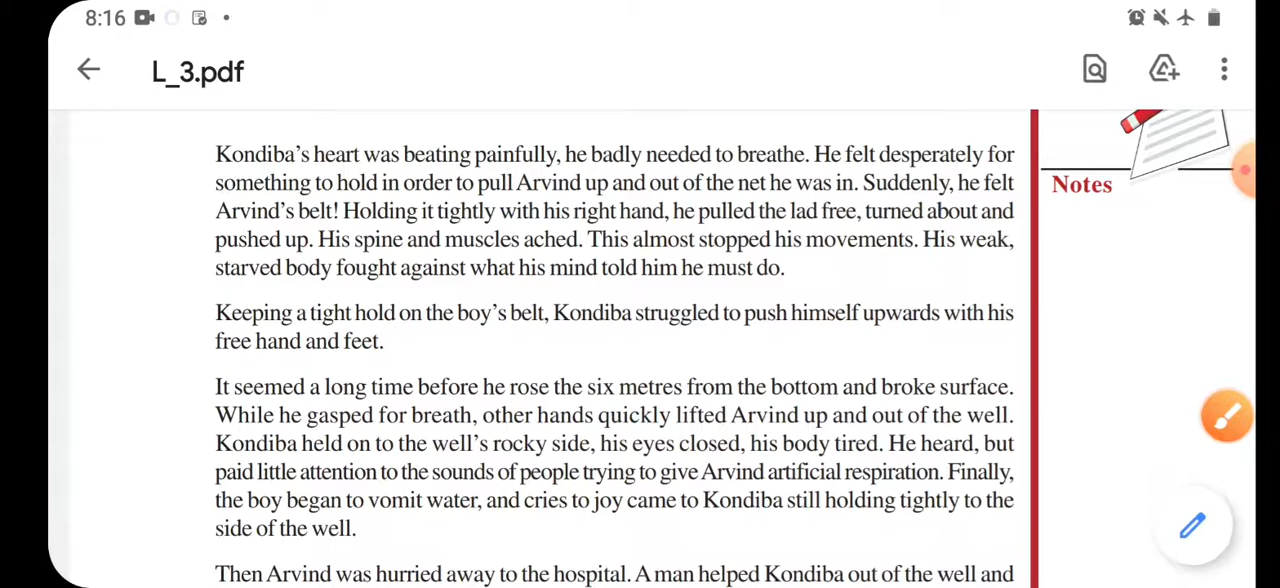 8:16
L_3.pdf
Kondiba's heart was beating painfully, he badly needed to breathe. He felt desperately for
something to hold in order to pull Arvind up and out of the net he was in. Suddenly, he felt
Arvind's belt! Holding it tightly with his right hand, he pulled the lad free, turned about and
pushed up. His spine and muscles ached. This almost stopped his movements. His weak,
starved body fought against what his mind told him he must do.
Keeping a tight hold on the boy's belt, Kondiba struggled to push himself upwards with his
free hand and feet.
It seemed a long time before he rose the six metres from the bottom and broke surface.
While he gasped for breath, other hands quickly lifted Arvind up and out of the well.
Kondiba held on to the well's rocky side, his eyes closed, his body tired. He heard, but
paid little attention to the sounds of people trying to give Arvind artificial respiration. Finally,
the boy began to vomit water, and cries to joy came to Kondiba still holding tightly to the
side of the well.
Then Arvind was hurried away to the hospital. A man helped Kondiba out of the well and
Notes